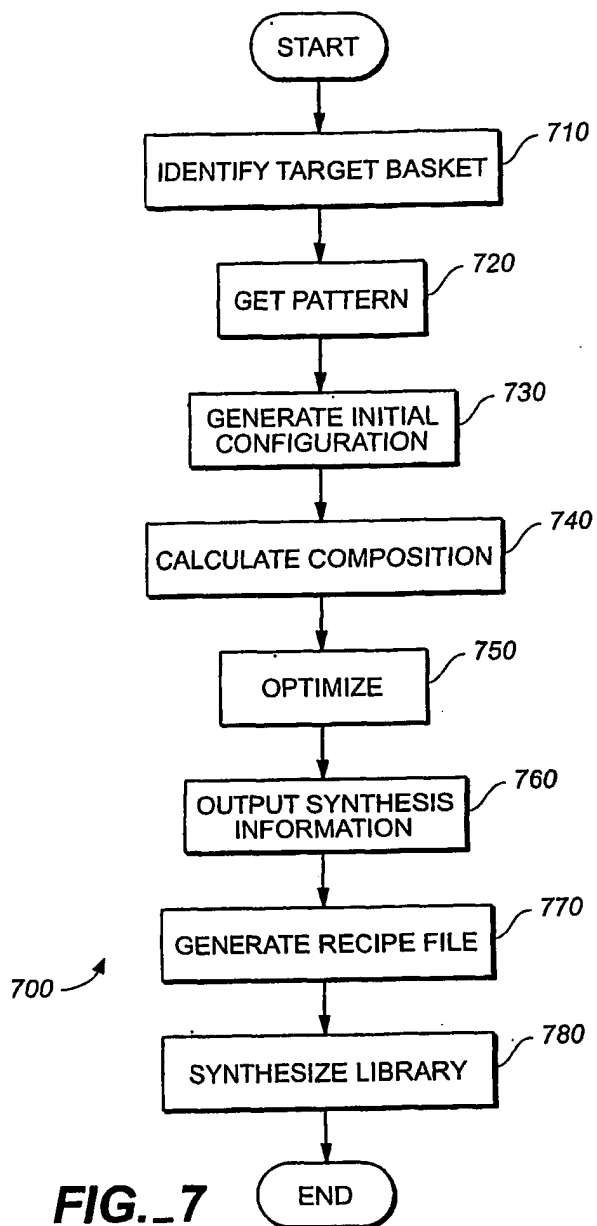 START
710
IDENTIFY TARGET BASKET
720
GET PATTERN
730
GENERATE INITIAL
CONFIGURATION
740
CALCULATE COMPOSITION
750
OPTIMIZE
760
OUTPUT SYNTHESIS
INFORMATION
770
GENERATE RECIPE FILE
700
780
SYNTHESIZE LIBRARY
END
FIG._7